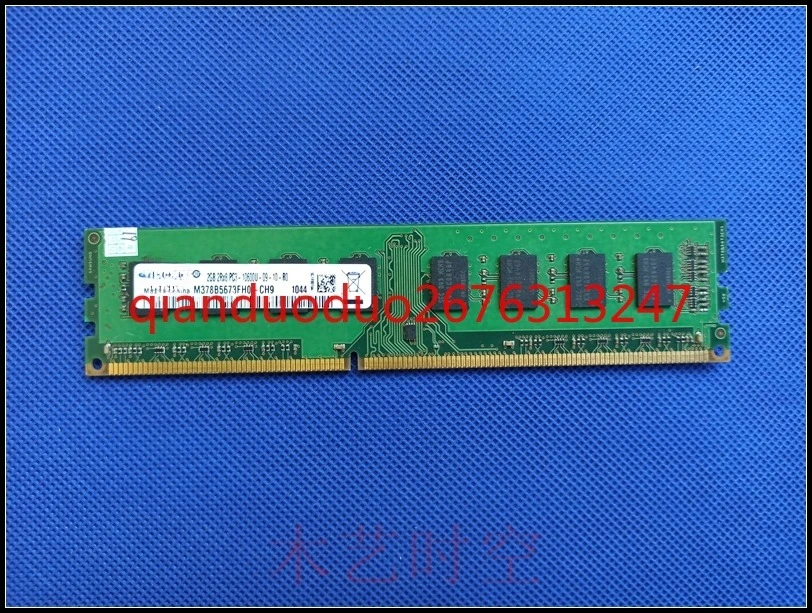 2GB 2Rx8 PC3 - 10600U - 09 - 10 - B0
M378B5673FH0-CH9 1044
qianduoduo2676313247
木艺时空